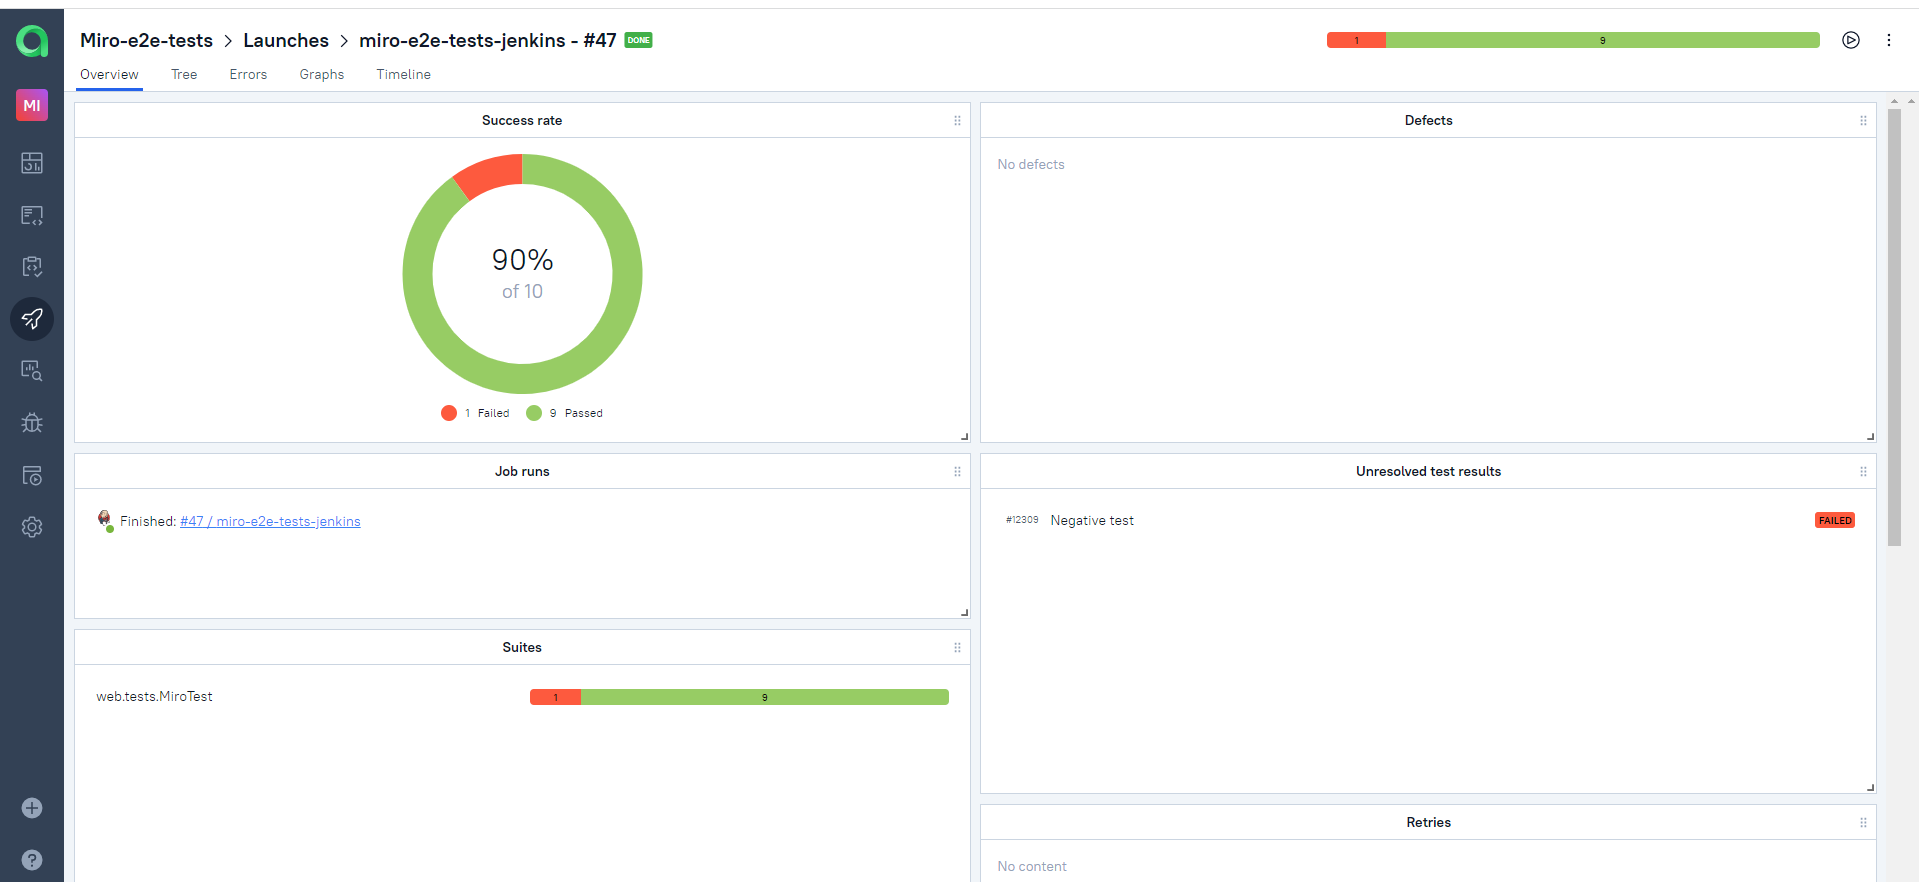 Miro-e2e-tests > Launches > miro-e2e-tests-jenkins - #47 DONE
1 9
Overview Tree Errors Graphs Timeline
MI
Success rate
90%
of 10
1 Failed 9 Passed
Defects
No defects
Job runs
Finished: #47 / miro-e2e-tests-jenkins
Unresolved test results
#12309 Negative test FAILED
Suites
web.tests.MiroTest 1 9
Retries
No content